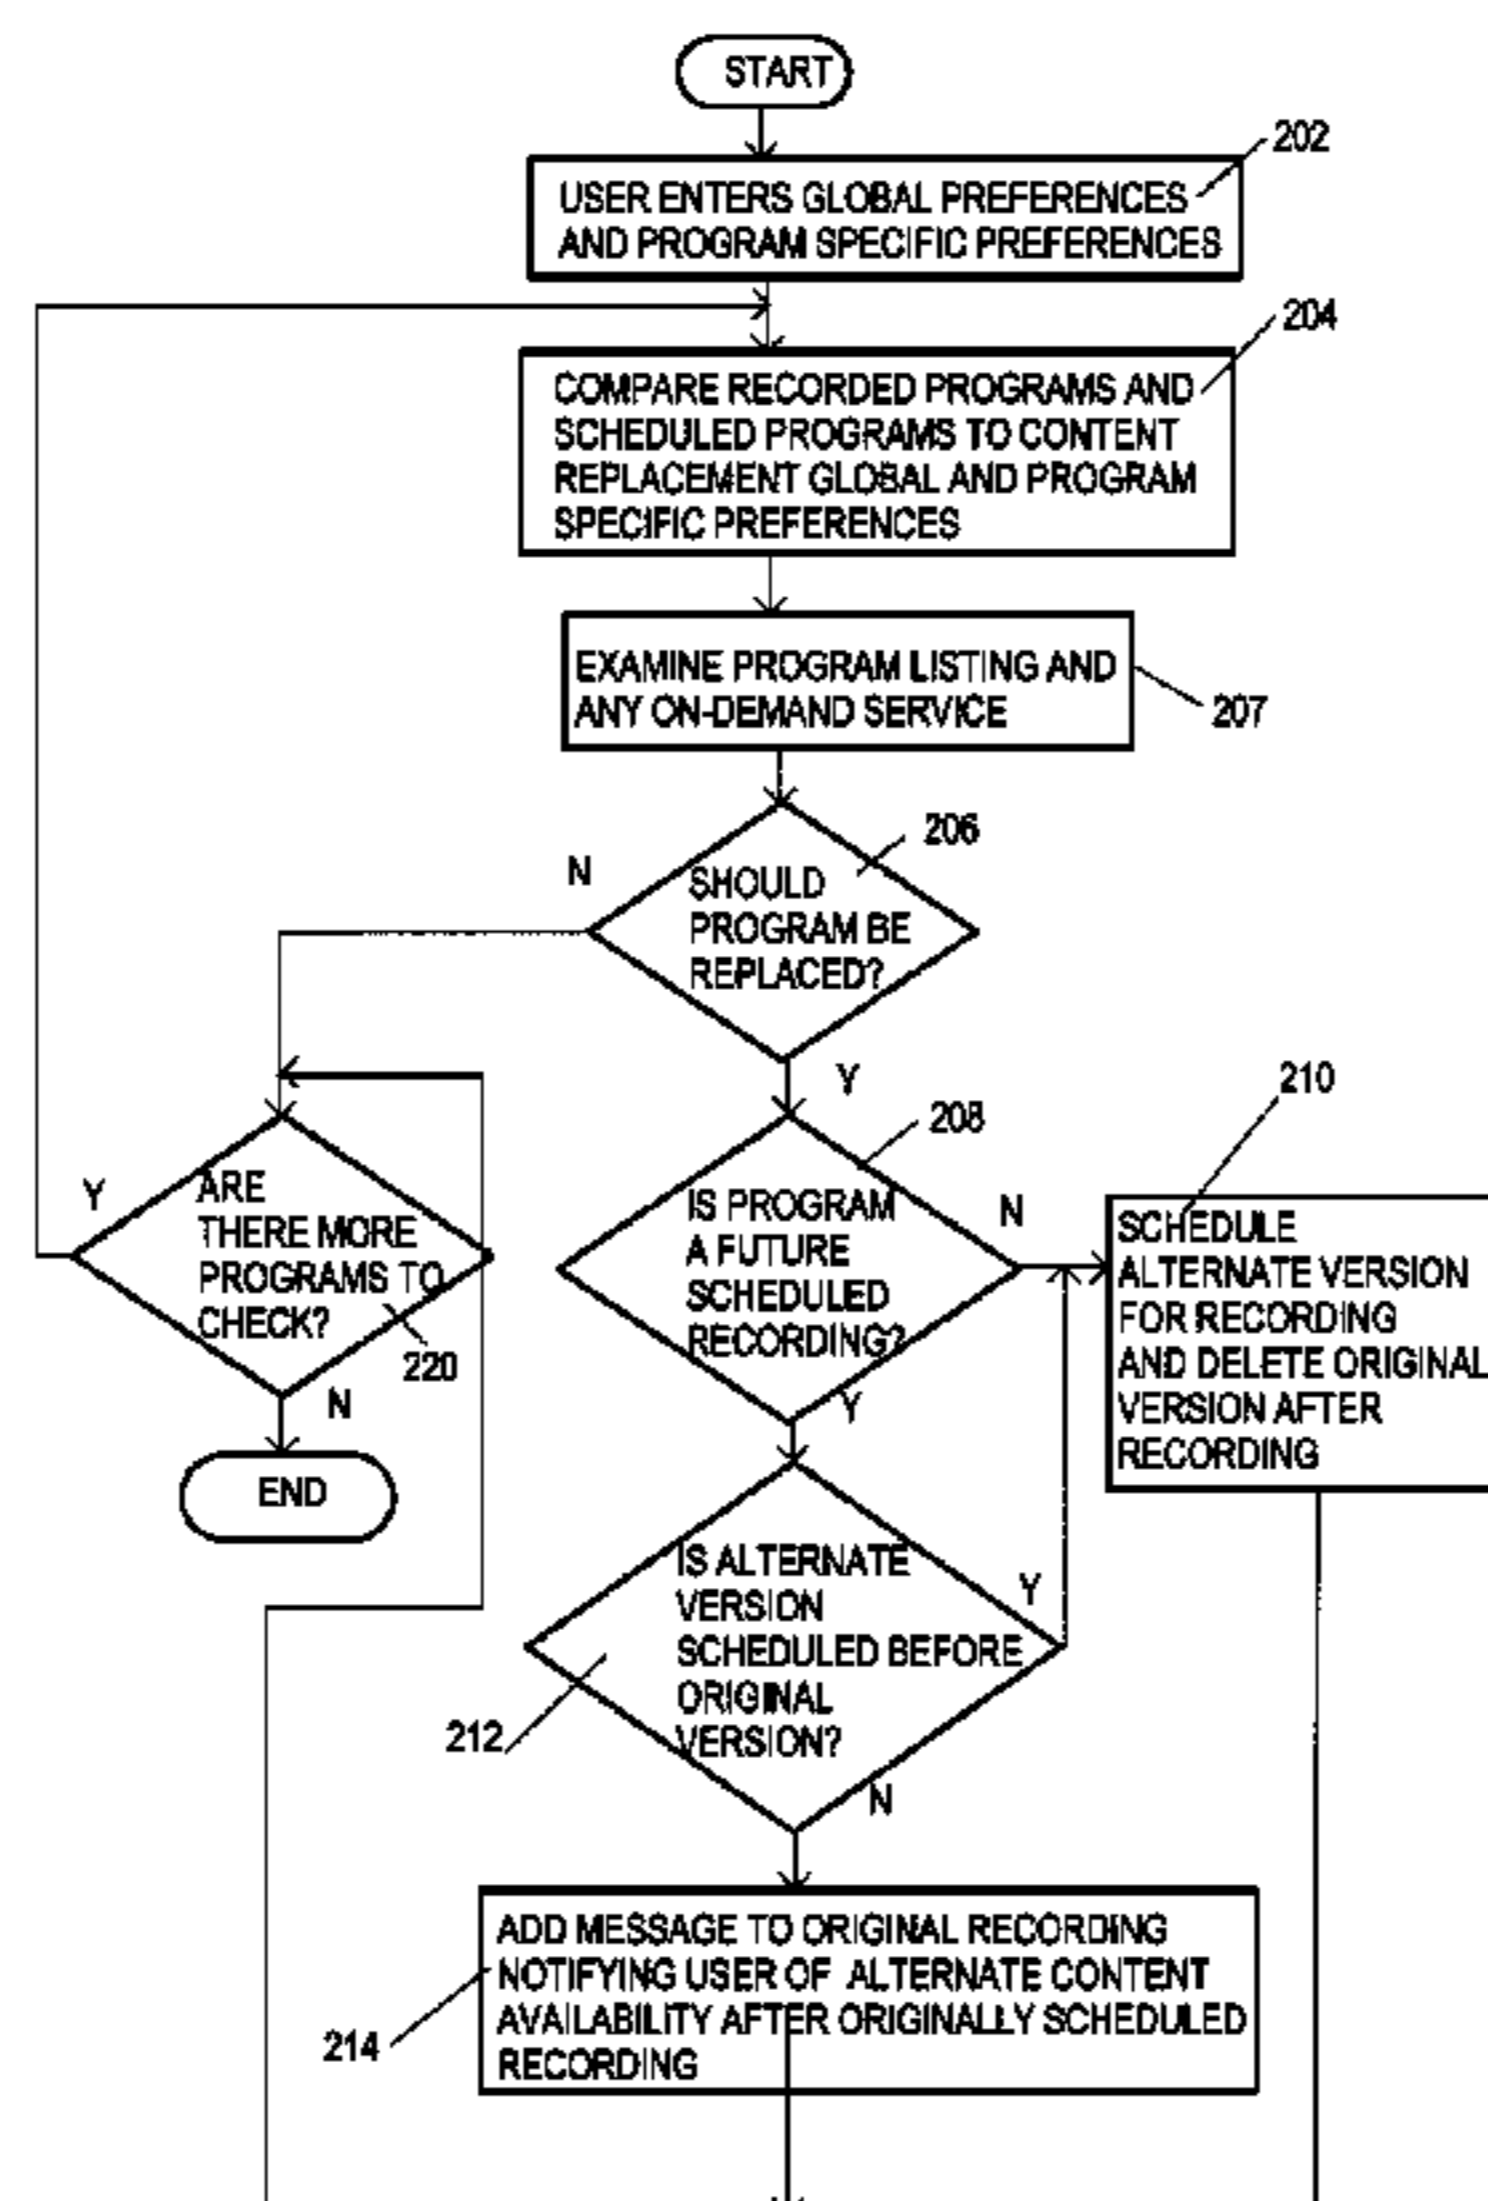 START
202
USER ENTERS GLOBAL PREFERENCES
AND PROGRAM SPECIFIC PREFERENCES
204
COMPARE RECORDED PROGRAMS AND
SCHEDULED PROGRAMS TO CONTENT
REPLACEMENT GLOBAL AND PROGRAM
SPECIFIC PREFERENCES
EXAMINE PROGRAM LISTING AND
ANY ON-DEMAND SERVICE
207
206
N
SHOULD
PROGRAM BE
REPLACED?
Y
208
210
Y
ARE
THERE MORE
PROGRAMS TO
CHECK?
220
N
END
IS PROGRAM
A FUTURE
SCHEDULED
RECORDING?
N
Y
SCHEDULE
ALTERNATE VERSION
FOR RECORDING
AND DELETE ORIGINAL
VERSION AFTER
RECORDING
IS ALTERNATE
VERSION
SCHEDULED BEFORE
ORIGINAL
VERSION?
Y
212
N
ADD MESSAGE TO ORIGINAL RECORDING
NOTIFYING USER OF ALTERNATE CONTENT
AVAILABILITY AFTER ORIGINALLY SCHEDULED
RECORDING
214